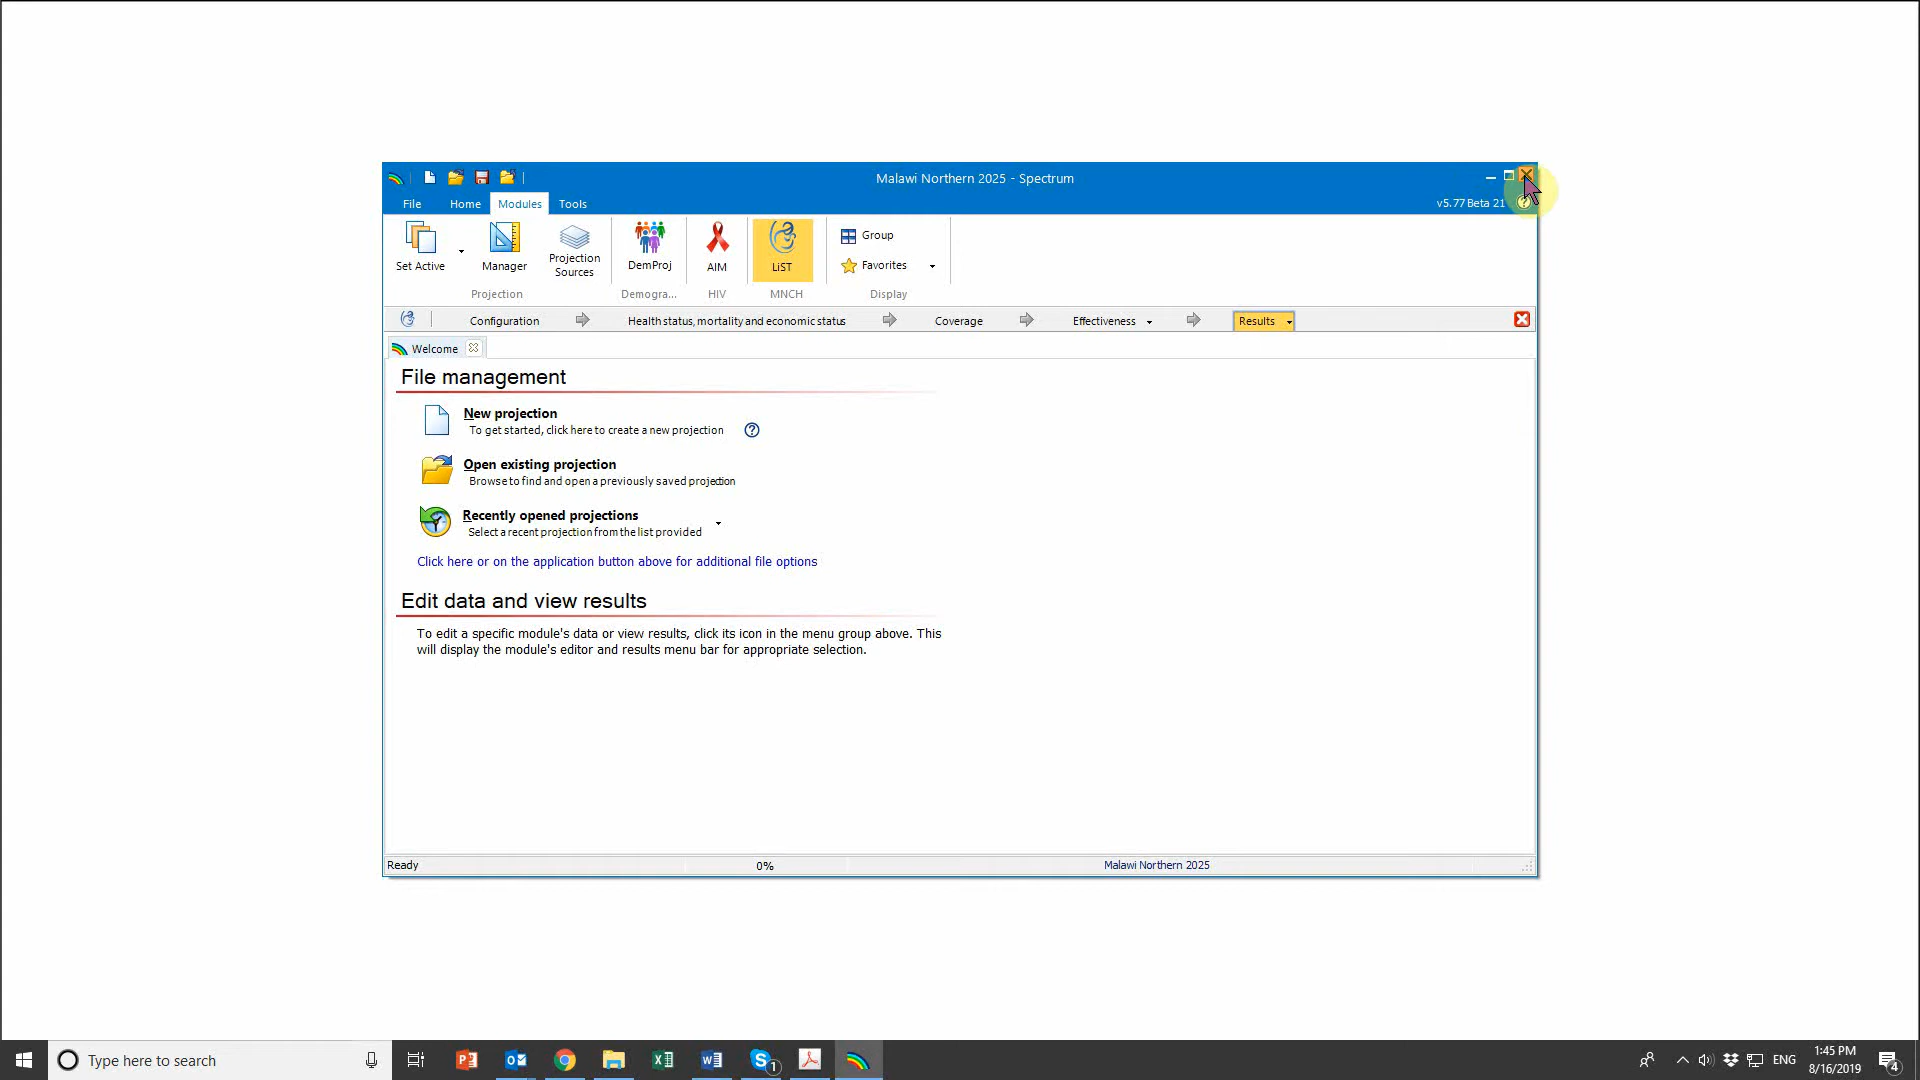 Malawi Northern 2025 - Spectrum
File Home Modules Tools
v5.77 Beta 21
Set Active
Manager
Projection
Sources
DemProj
AIM
LiST
Group
Favorites
Projection
Demogra...
HIV
MNCH
Display
Configuration
Health status, mortality and economic status
Coverage
Effectiveness
Results
Welcome
File management
New projection
To get started, click here to create a new projection
Open existing projection
Browse to find and open a previously saved projection
Recently opened projections
Select a recent projection from the list provided
Click here or on the application button above for additional file options
Edit data and view results
To edit a specific module's data or view results, click its icon in the menu group above. This
will display the module's editor and results menu bar for appropriate selection.
Ready
0%
Malawi Northern 2025
Type here to search
1
ENG
1:45 PM
8/16/2019
4